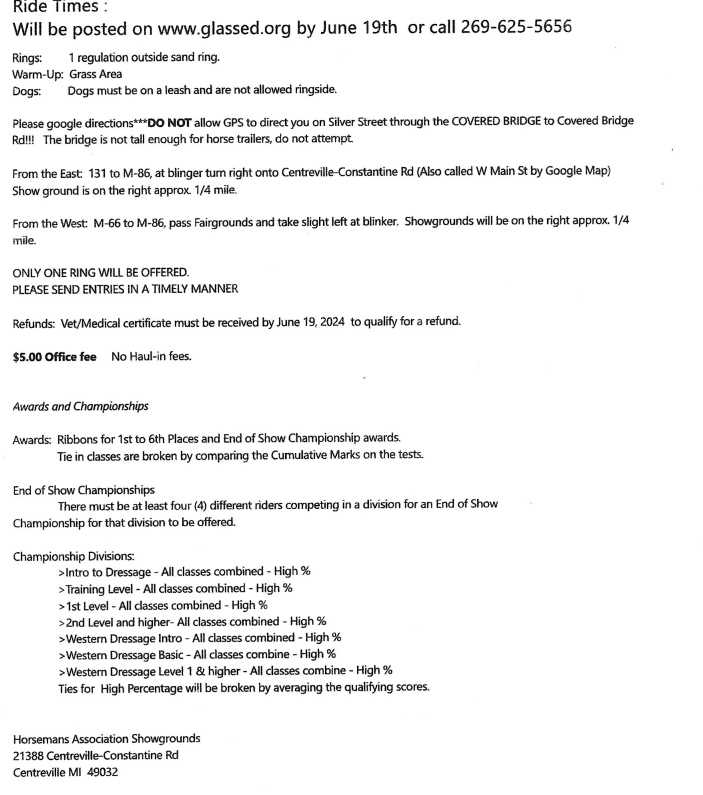 Ride Times :
Will be posted on www.glassed.org by June 19th or call 269-625-5656
Rings: 1 regulation outside sand ring.
Warm-Up: Grass Area
Dogs: Dogs must be on a leash and are not allowed ringside.
Please google directions***DO NOT allow GPS to direct you on Silver Street through the COVERED BRIDGE to Covered Bridge
Rd!!! The bridge is not tall enough for horse trailers, do not attempt.
From the East: 131 to M-86, at blinger turn right onto Centreville-Constantine Rd (Also called W Main St by Google Map)
Show ground is on the right approx. 1/4 mile.
From the West: M-66 to M-86, pass Fairgrounds and take slight left at blinker. Showgrounds will be on the right approx. 1/4
mile.
ONLY ONE RING WILL BE OFFERED.
PLEASE SEND ENTRIES IN A TIMELY MANNER
Refunds: Vet/Medical certificate must be received by June 19, 2024 to qualify for a refund.
$5.00 Office fee No Haul-in fees.
Awards and Championships
Awards: Ribbons for 1st to 6th Places and End of Show Championship awards.
Tie in classes are broken by comparing the Cumulative Marks on the tests.
End of Show Championships
There must be at least four (4) different riders competing in a division for an End of Show
Championship for that division to be offered.
Championship Divisions:
>Intro to Dressage - All classes combined - High %
>Training Level - All classes combined - High %
>1st Level - All classes combined - High %
>2nd Level and higher- All classes combined - High %
>Western Dressage Intro - All classes combined - High %
>Western Dressage Basic - All classes combine - High %
>Western Dressage Level 1 & higher - All classes combine - High %
Ties for High Percentage will be broken by averaging the qualifying scores.
Horsemans Association Showgrounds
21388 Centreville-Constantine Rd
Centreville MI 49032